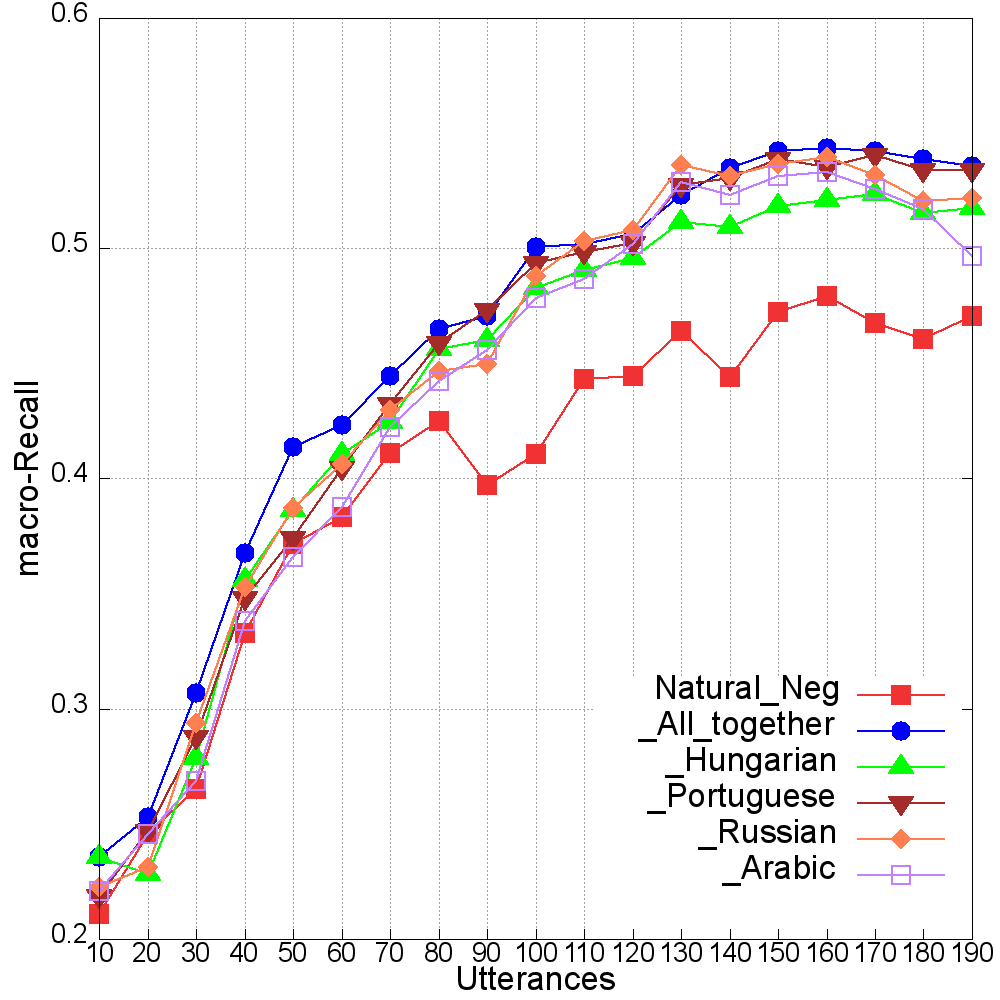 0.6
0.5
0.4
0.3
0.2
macro-Recall
Natural_Neg
_All_together
_Hungarian
_Portuguese
_Russian
_Arabic
10 20 30 40 50 60 70 80 90 100 110 120 130 140 150 160 170 180 190
Utterances